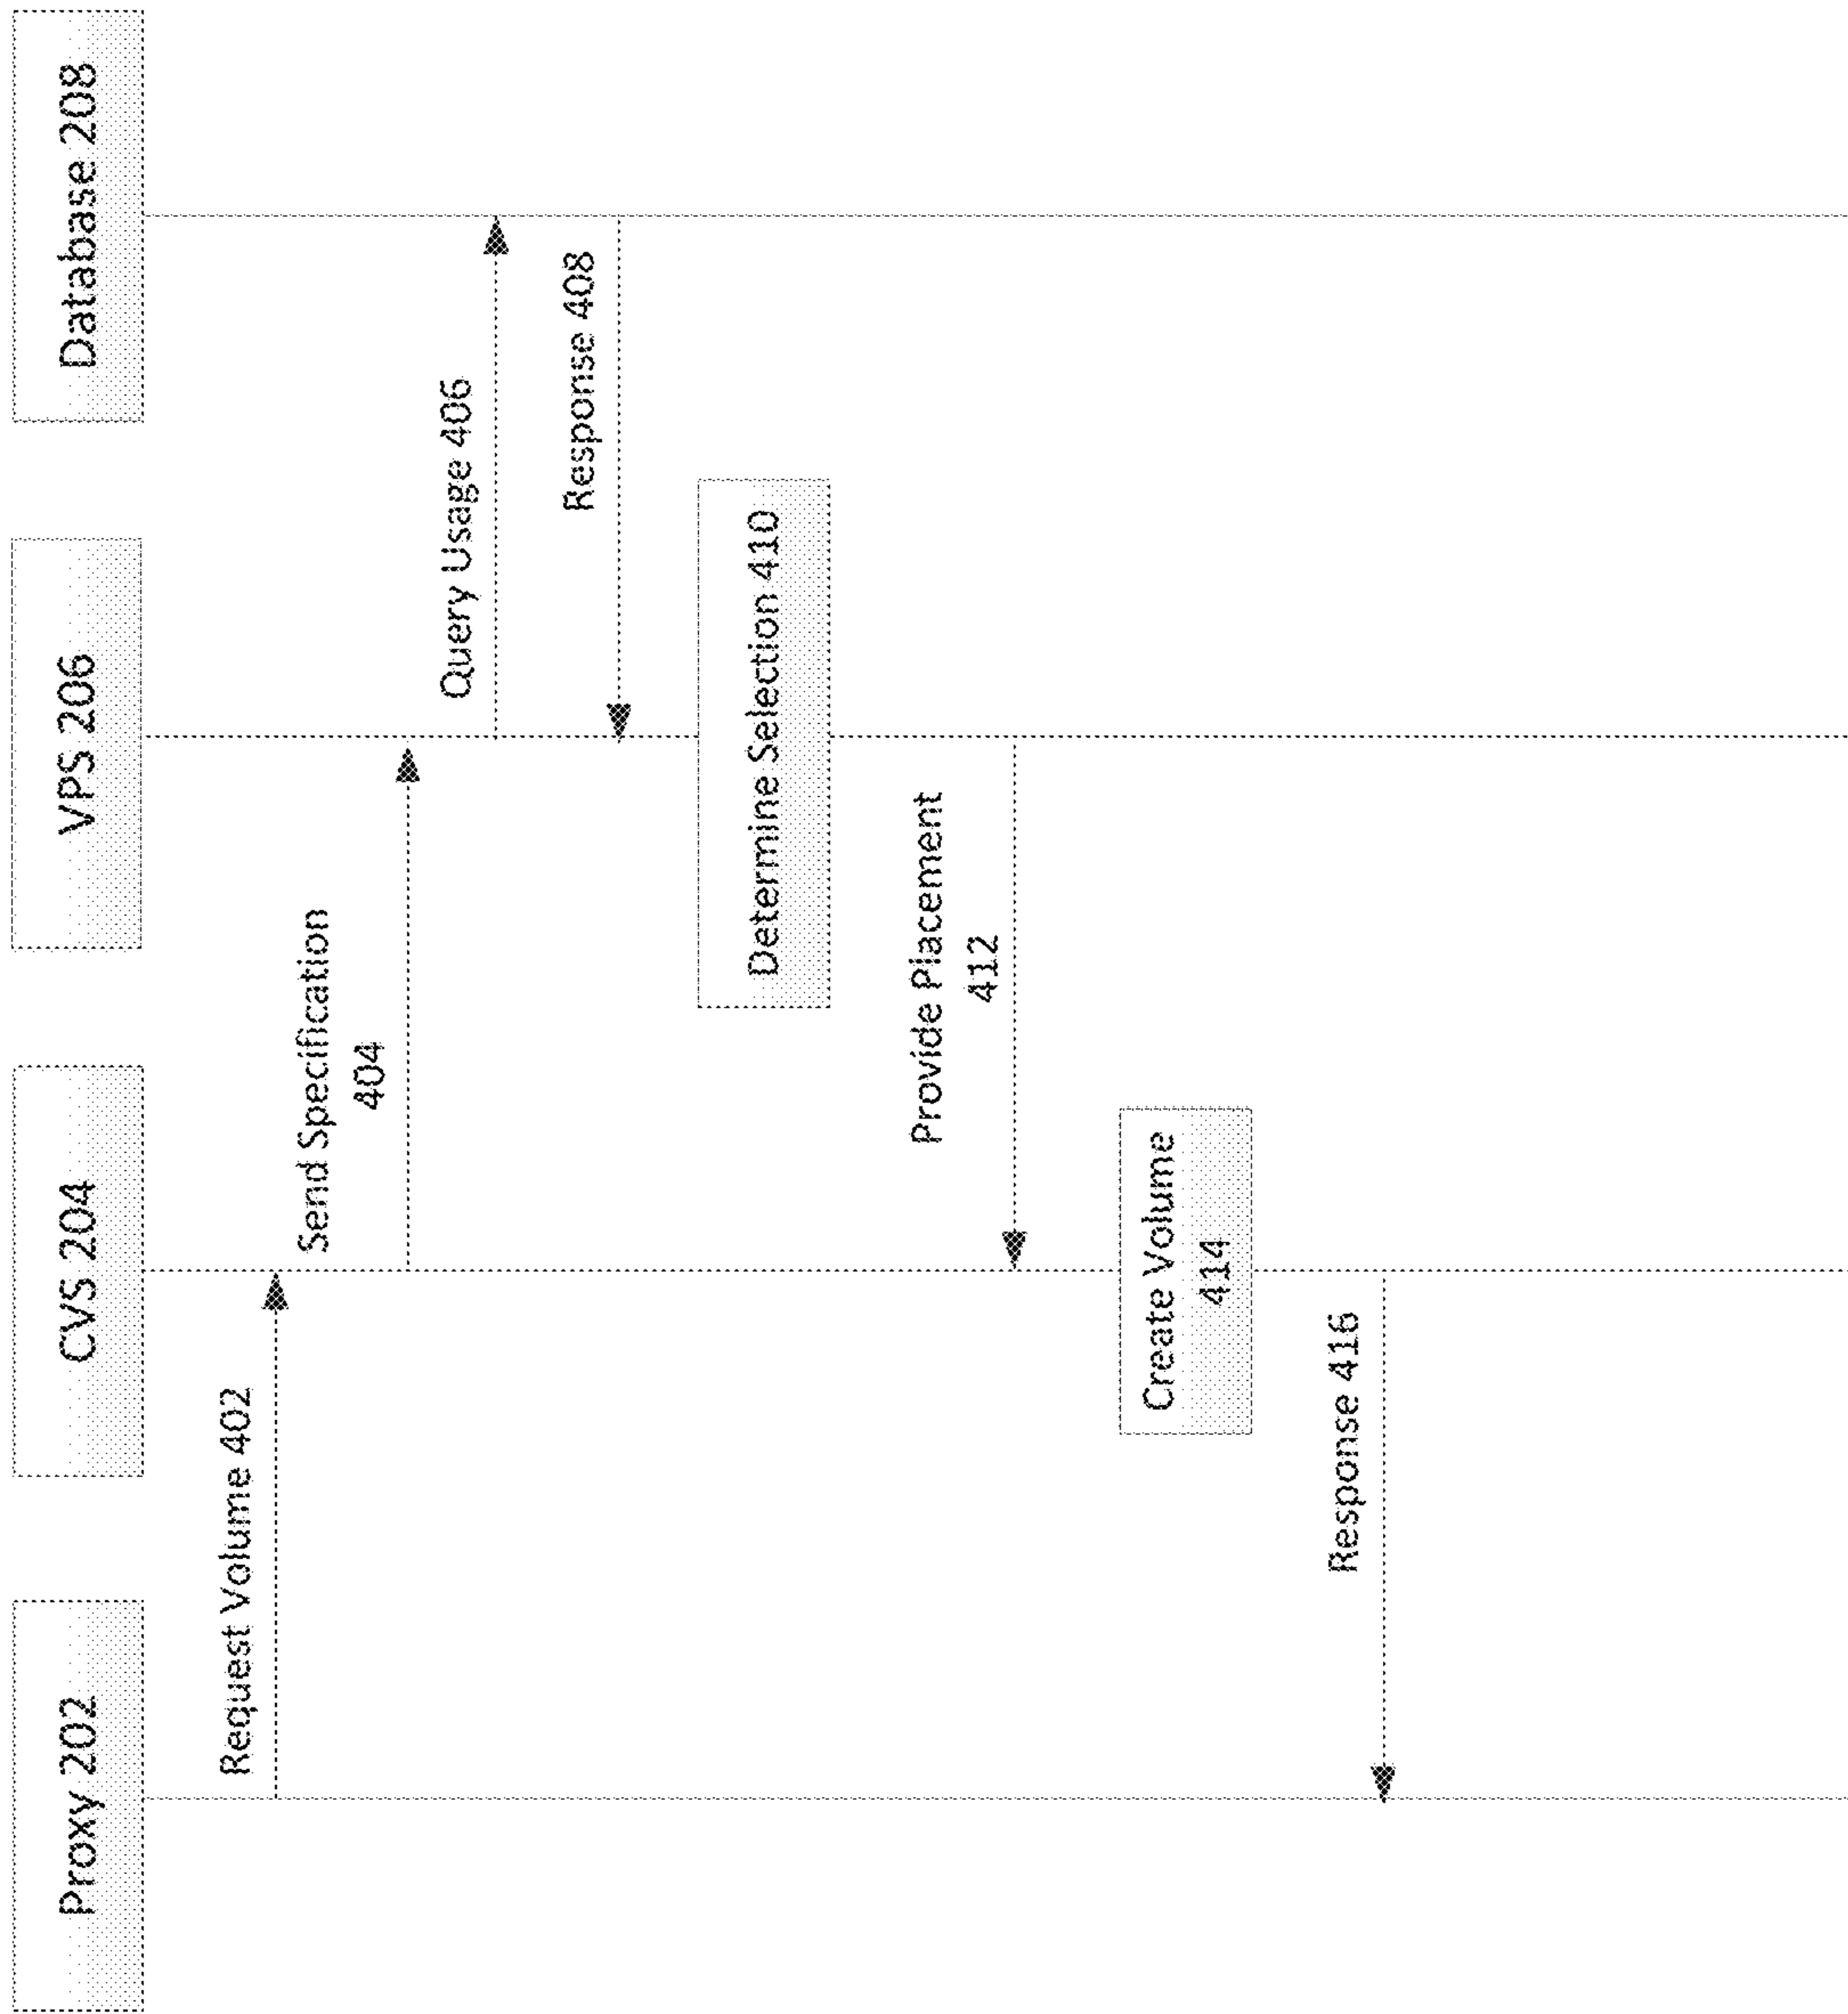 Proxy 202
CVS 204
VPS 206
Database 208
Request Volume 402
Send Specification
404
Query Usage 406
Response 408
Determine Selection 410
Provide Placement
412
Create Volume
414
Response 416